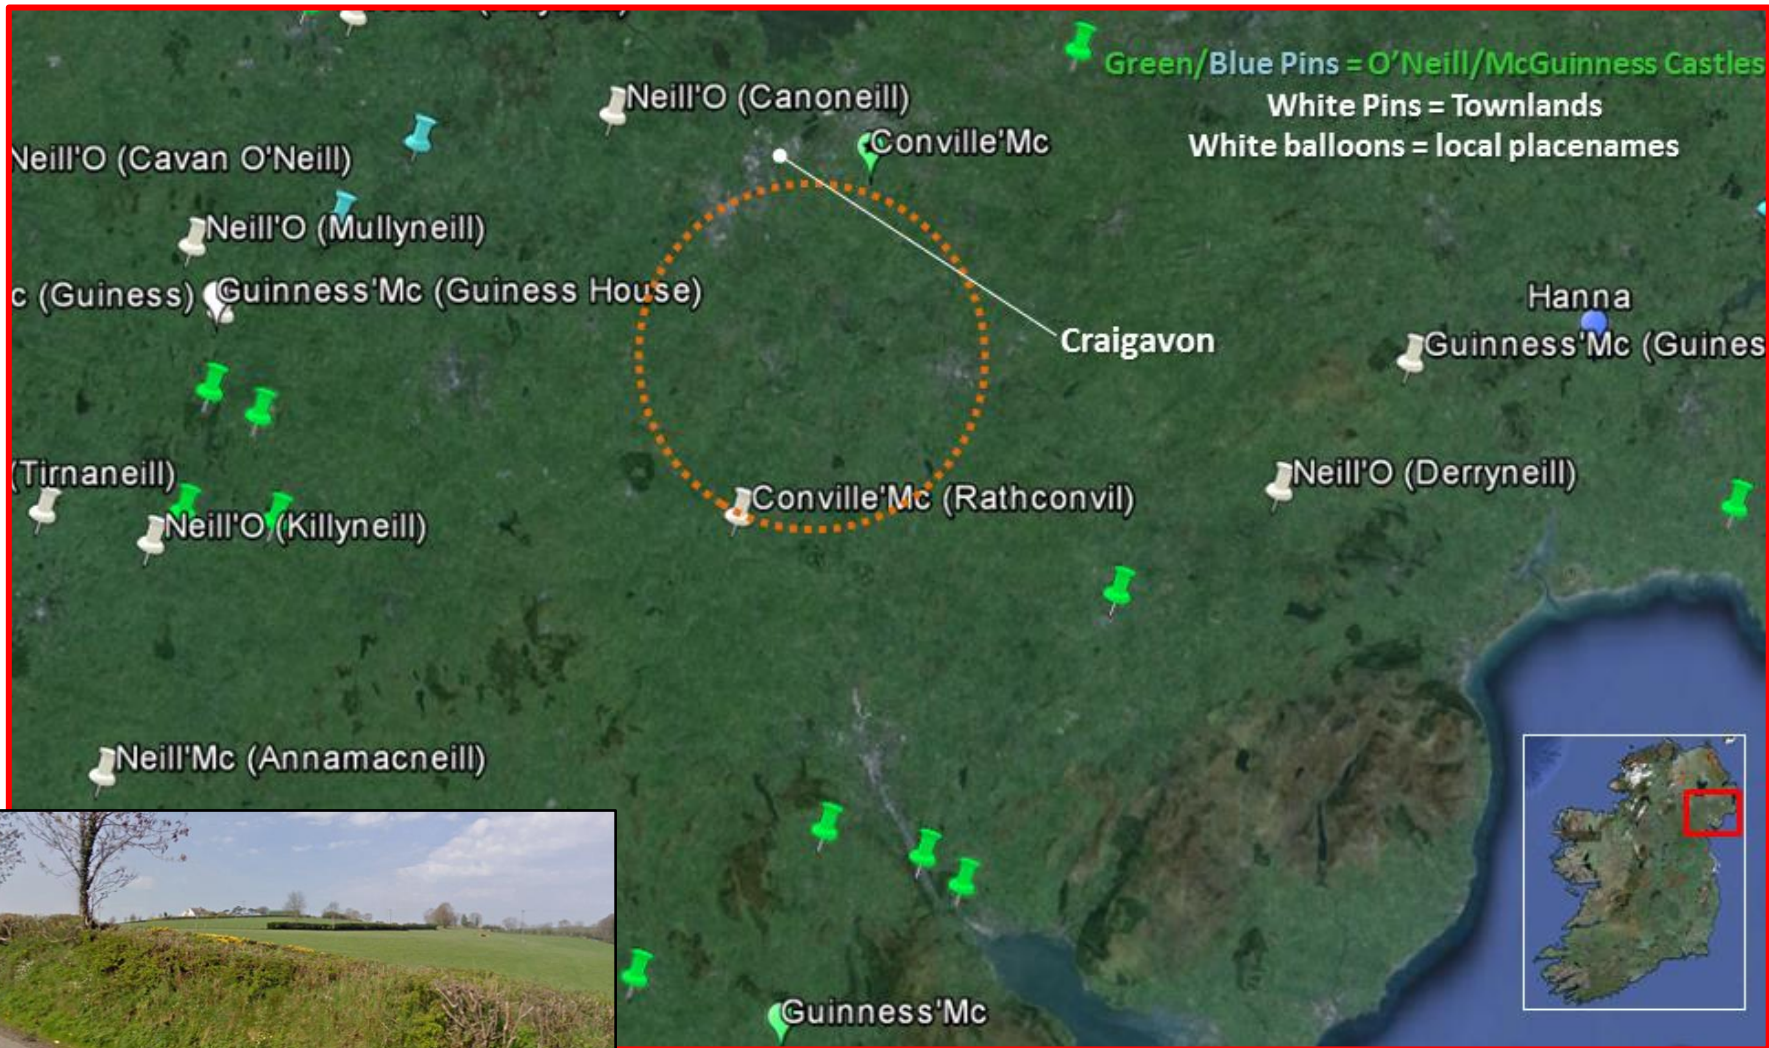 Green/Blue Pins = O'Neill/McGuinness Castles
White Pins = Townlands
White balloons = local placenames
Neill'O (Canoneill)
Conville'Mc
Neill'O (Cavan O'Neill)
Neill'O (Mullyneill)
c (Guiness)
Guinness'Mc (Guiness House)
Hanna
Craigavon
Guinness'Mc (Guines
(Tirnaneill)
Neill'O (Derryneill)
Conville'Mc (Rathconvil)
Neill'O (Killyneill)
Neill'Mc (Annamacneill)
Guinness'Mc